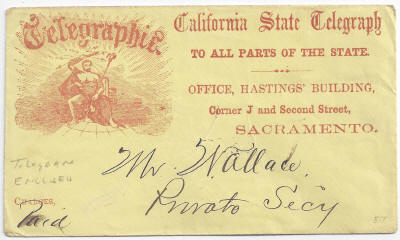 Telegraphic.
California State Telegraph
TO ALL PARTS OF THE STATE.
OFFICE, HASTINGS' BUILDING,
Corner J and Second Street,
SACRAMENTO.
Telegram
Enclosed
Mr. Wallace,
Private Secy
CHARGES,
Paid